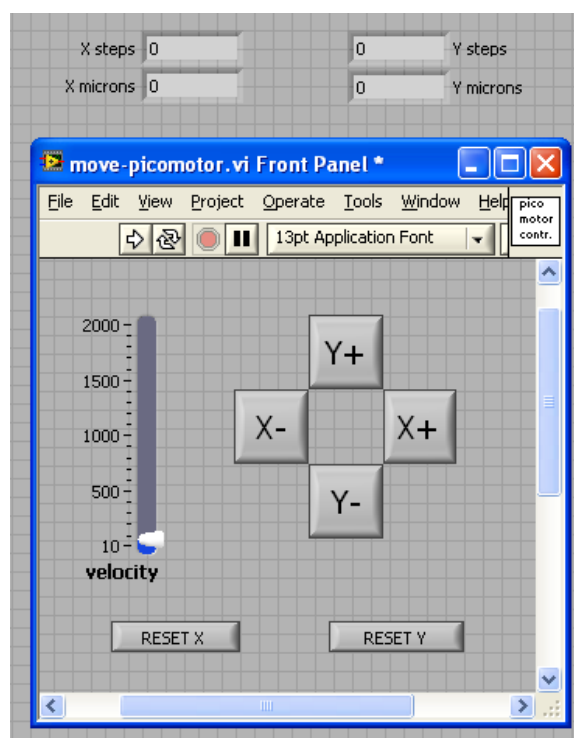 X steps 0 0 Y steps
X microns 0 0 Y microns
move-picomotor.vi Front Panel *
File Edit View Project Operate Tools Window Help
pico
motor
contr.
13pt Application Font
2000
1500
1000
500
10
velocity
Y+
X- X+
Y-
RESET X RESET Y